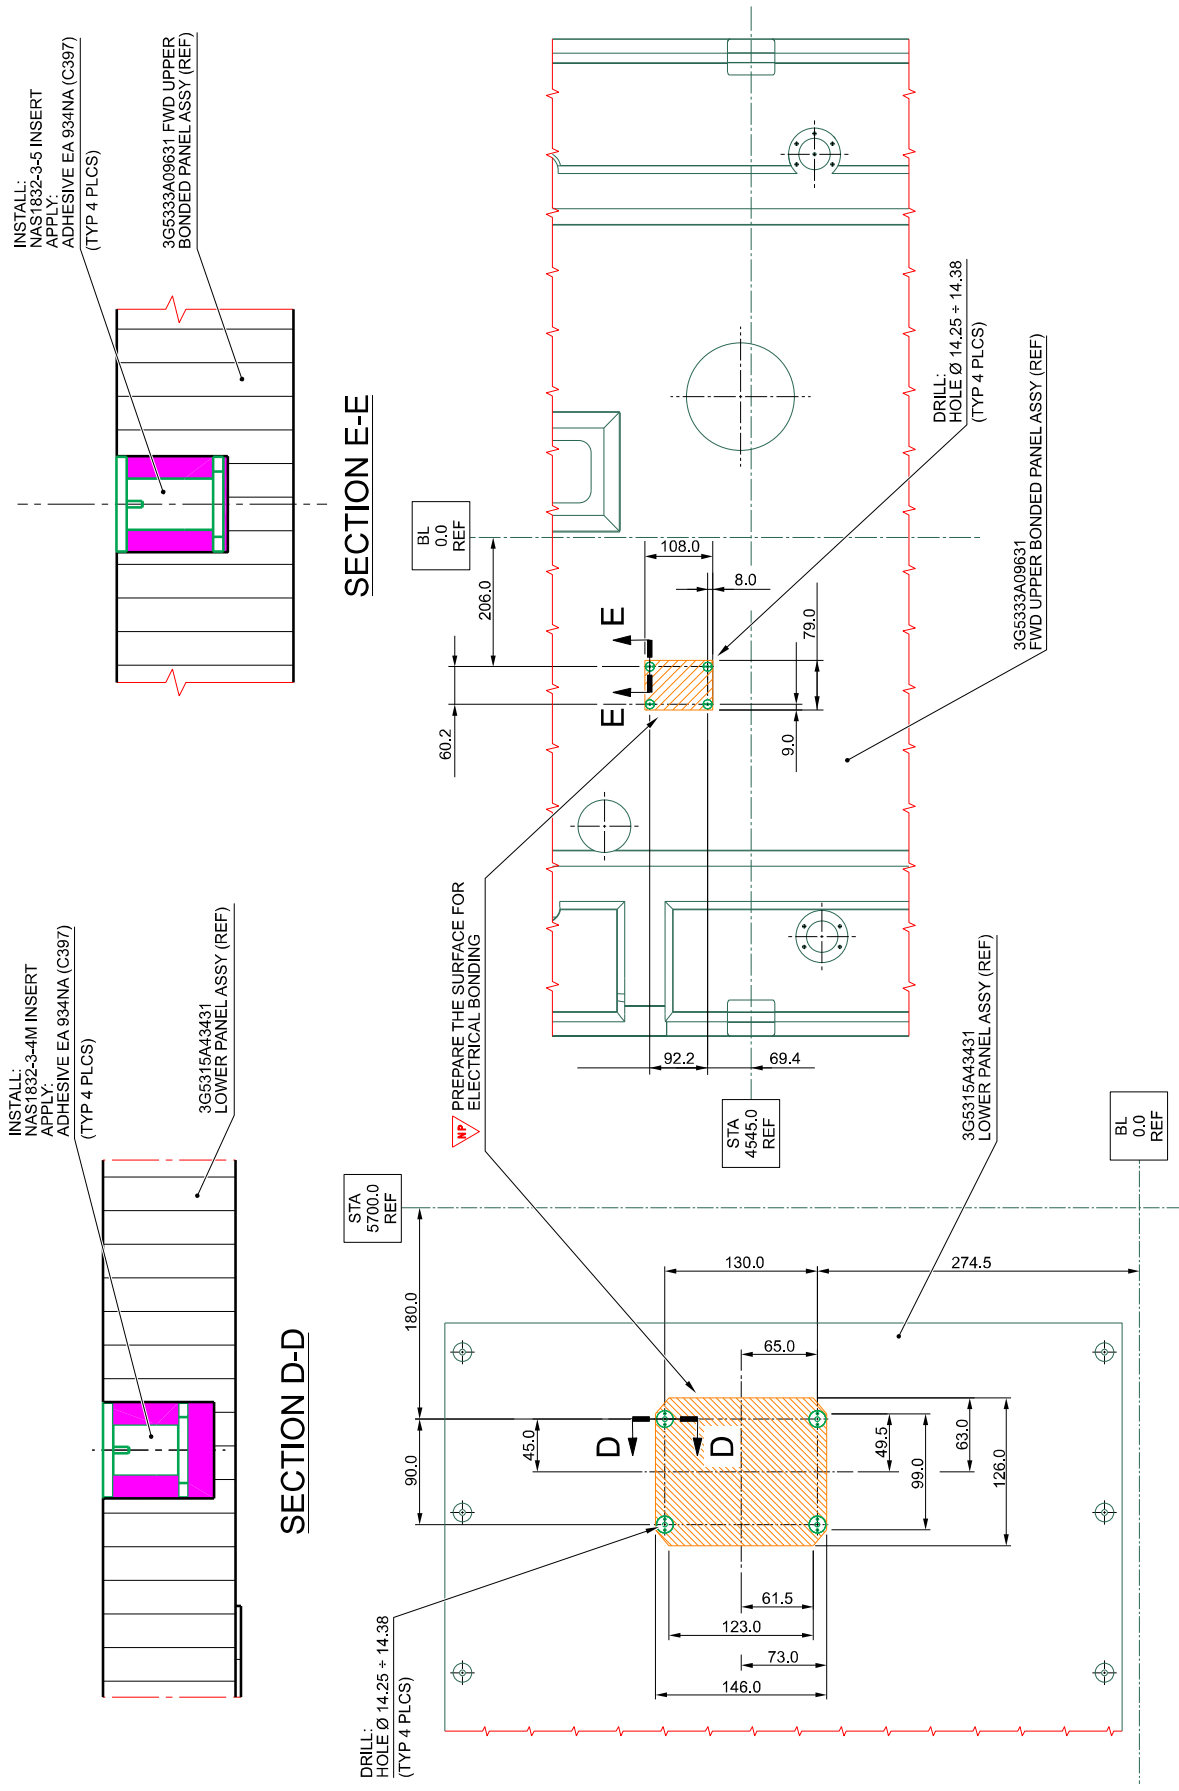 INSTALL:
NAS1832-3-5 INSERT
APPLY:
ADHESIVE EA 934NA (C397)
(TYP 4 PLCS)
3G5333A09631 FWD UPPER
BONDED PANEL ASSY (REF)
SECTION E-E
INSTALL:
NAS1832-3-4M INSERT
APPLY:
ADHESIVE EA 934NA (C397)
(TYP 4 PLCS)
3G5315A43431
LOWER PANEL ASSY (REF)
SECTION D-D
BL
0.0
REF
206.0
60.2
108.0
8.0
79.0
9.0
E
E
92.2
69.4
STA
4545.0
REF
DRILL:
HOLE Ø 14.25 ÷ 14.38
(TYP 4 PLCS)
3G5333A09631
FWD UPPER BONDED PANEL ASSY (REF)
NP
PREPARE THE SURFACE FOR
ELECTRICAL BONDING
STA
5700.0
REF
180.0
130.0
274.5
65.0
45.0
90.0
D
D
49.5
63.0
99.0
126.0
61.5
123.0
73.0
146.0
BL
0.0
REF
3G5315A43431
LOWER PANEL ASSY (REF)
DRILL:
HOLE Ø 14.25 ÷ 14.38
(TYP 4 PLCS)